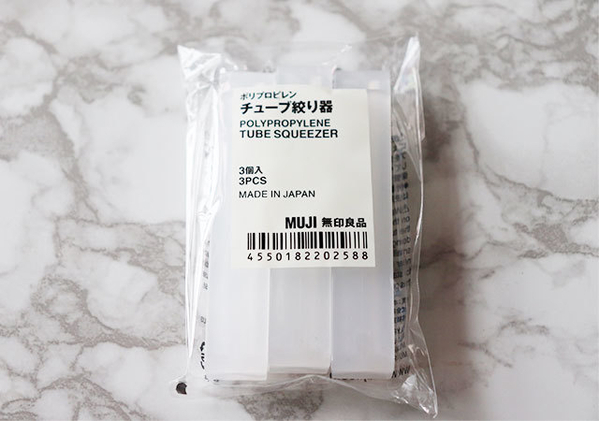 ポリプロピレン
チューブ絞り器
POLYPROPYLENE
TUBE SQUEEZER
3個入
3PCS
MADE IN JAPAN
MUJI 無印良品
4550182202588